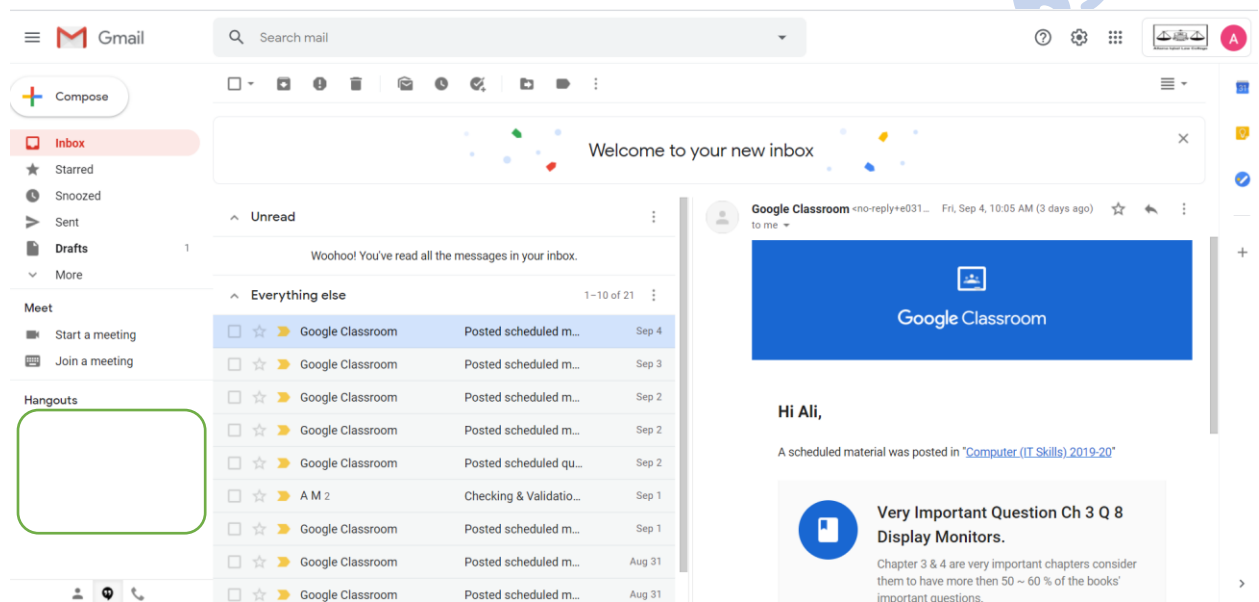 Gmail
Search mail
A
Compose
Inbox
Starred
Snoozed
Sent
Drafts 1
More
Meet
Start a meeting
Join a meeting
Hangouts
Welcome to your new inbox
Unread
Woohoo! You've read all the messages in your inbox.
Everything else 1–10 of 21
Google Classroom Posted scheduled m... Sep 4
Google Classroom Posted scheduled m... Sep 3
Google Classroom Posted scheduled m... Sep 2
Google Classroom Posted scheduled m... Sep 2
Google Classroom Posted scheduled qu... Sep 2
A M 2 Checking & Validatio... Sep 1
Google Classroom Posted scheduled m... Sep 1
Google Classroom Posted scheduled m... Aug 31
Google Classroom Posted scheduled m... Aug 31
Google Classroom <no-reply+e031... Fri, Sep 4, 10:05 AM (3 days ago)
to me
Google Classroom
Hi Ali,
A scheduled material was posted in "Computer (IT Skills) 2019-20"
Very Important Question Ch 3 Q 8
Display Monitors.
Chapter 3 & 4 are very important chapters consider
them to have more then 50 ~ 60 % of the books'
important questions.
31